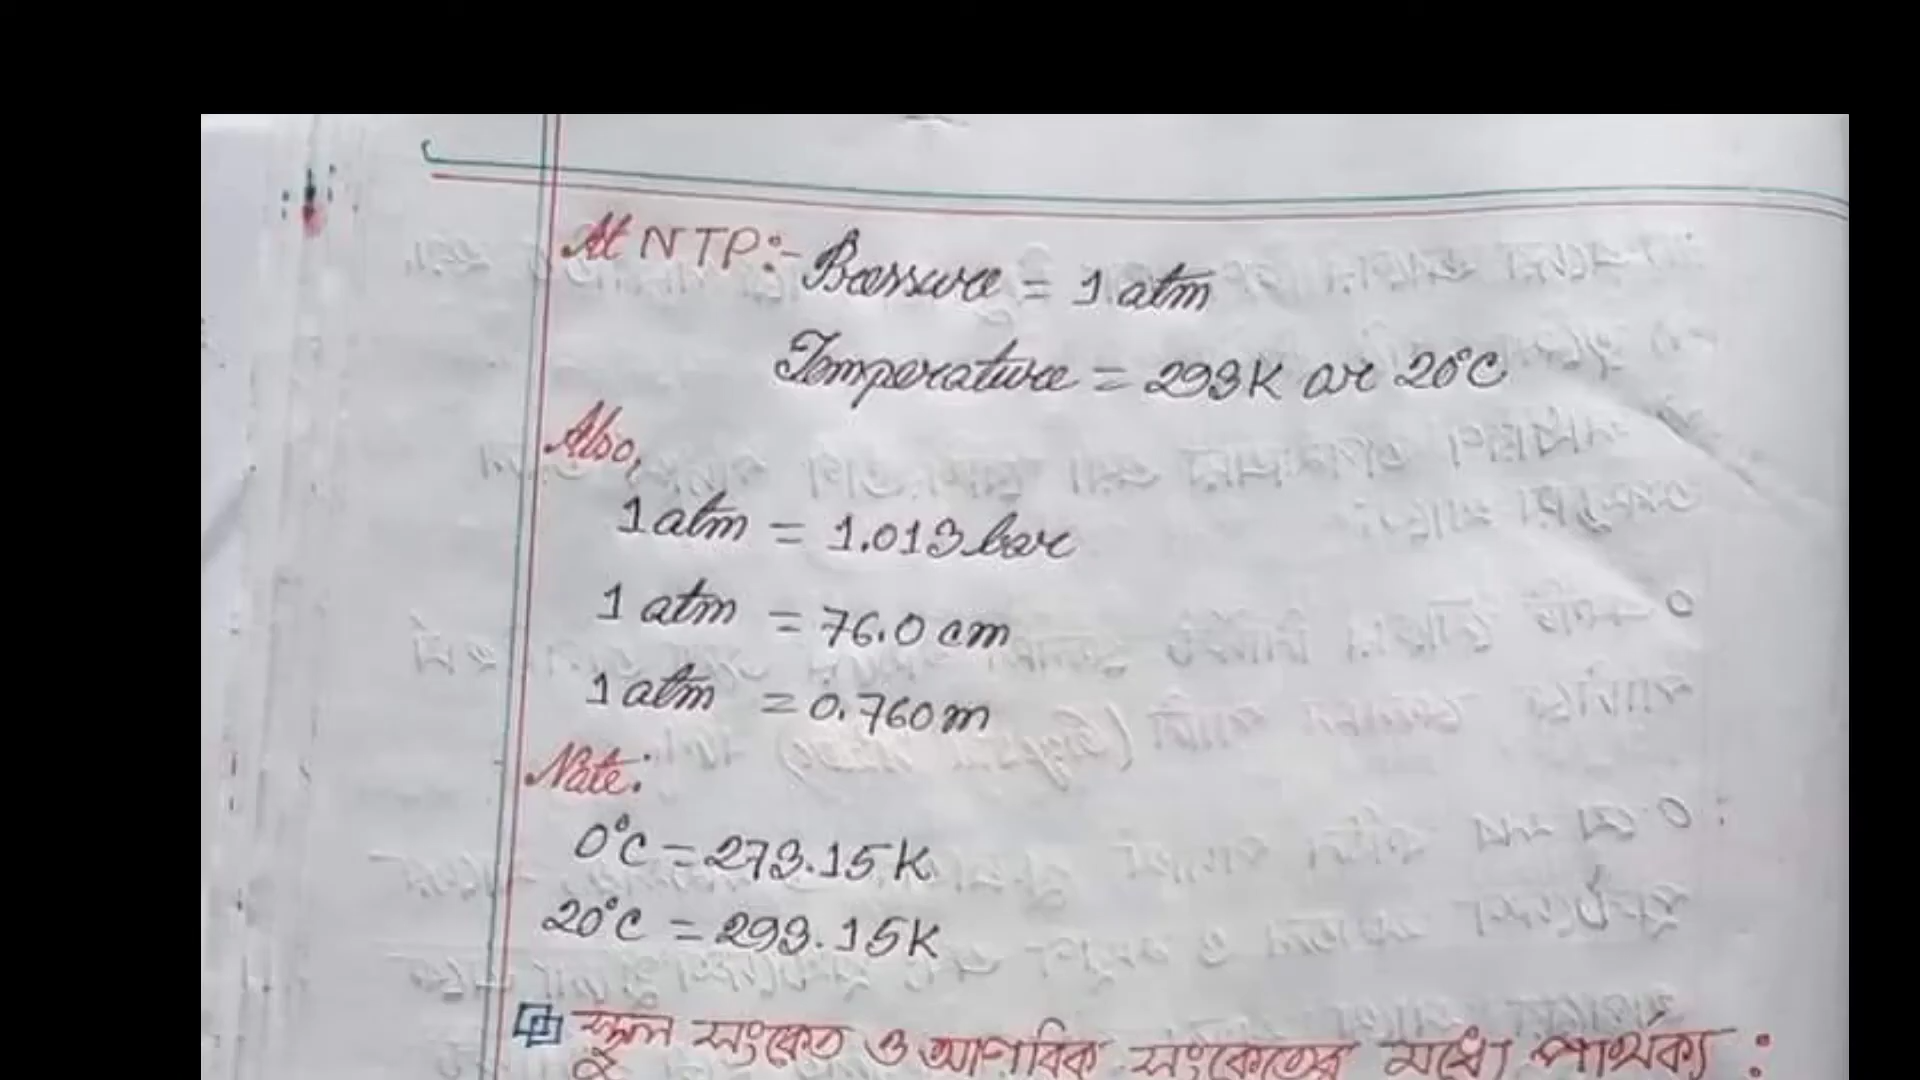 At NTP:- Pressure = 1 atm
Temperature = 293K or 20°C
Also,
1 atm = 1.013 bar
1 atm = 76.0 cm
1 atm = 0.760 m
Note:
0°C = 273.15 K
20°C = 293.15K
স্থূল সংকেত ও আণবিক সংকেতের মধ্যে পার্থক্য :